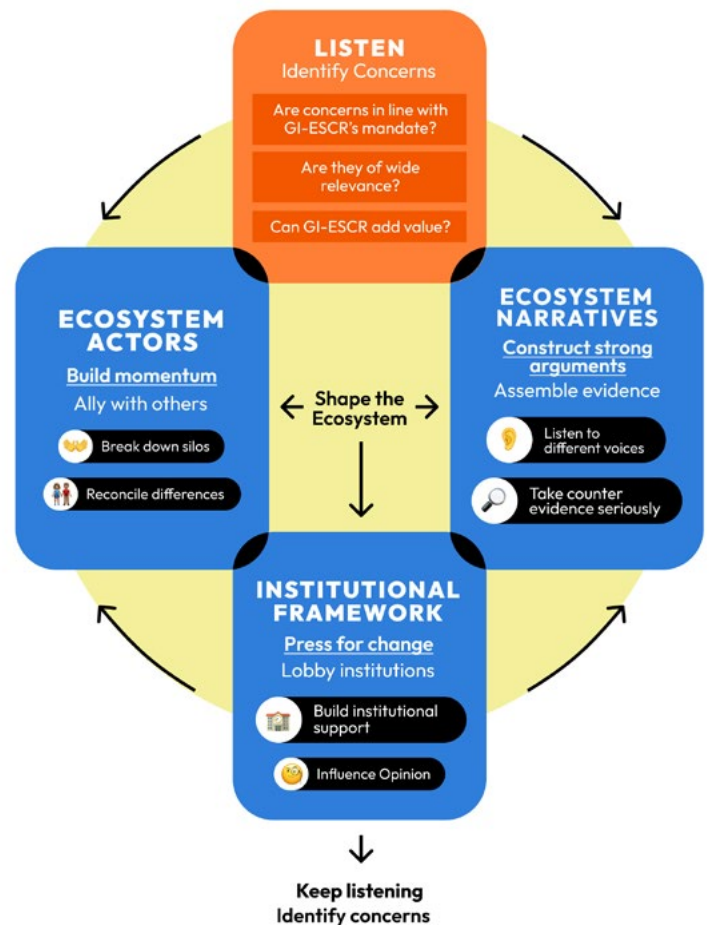 LISTEN
Identify Concerns
Are concerns in line with
GI-ESCR's mandate?
Are they of wide
relevance?
Can GI-ESCR add value?
ECOSYSTEM
ACTORS
Build momentum
Ally with others
Break down silos
Reconcile differences
Shape the
Ecosystem
ECOSYSTEM
NARRATIVES
Construct strong
arguments
Assemble evidence
Listen to
different voices
Take counter
evidence seriously
INSTITUTIONAL
FRAMEWORK
Press for change
Lobby institutions
Build institutional
support
Influence Opinion
Keep listening
Identify concerns